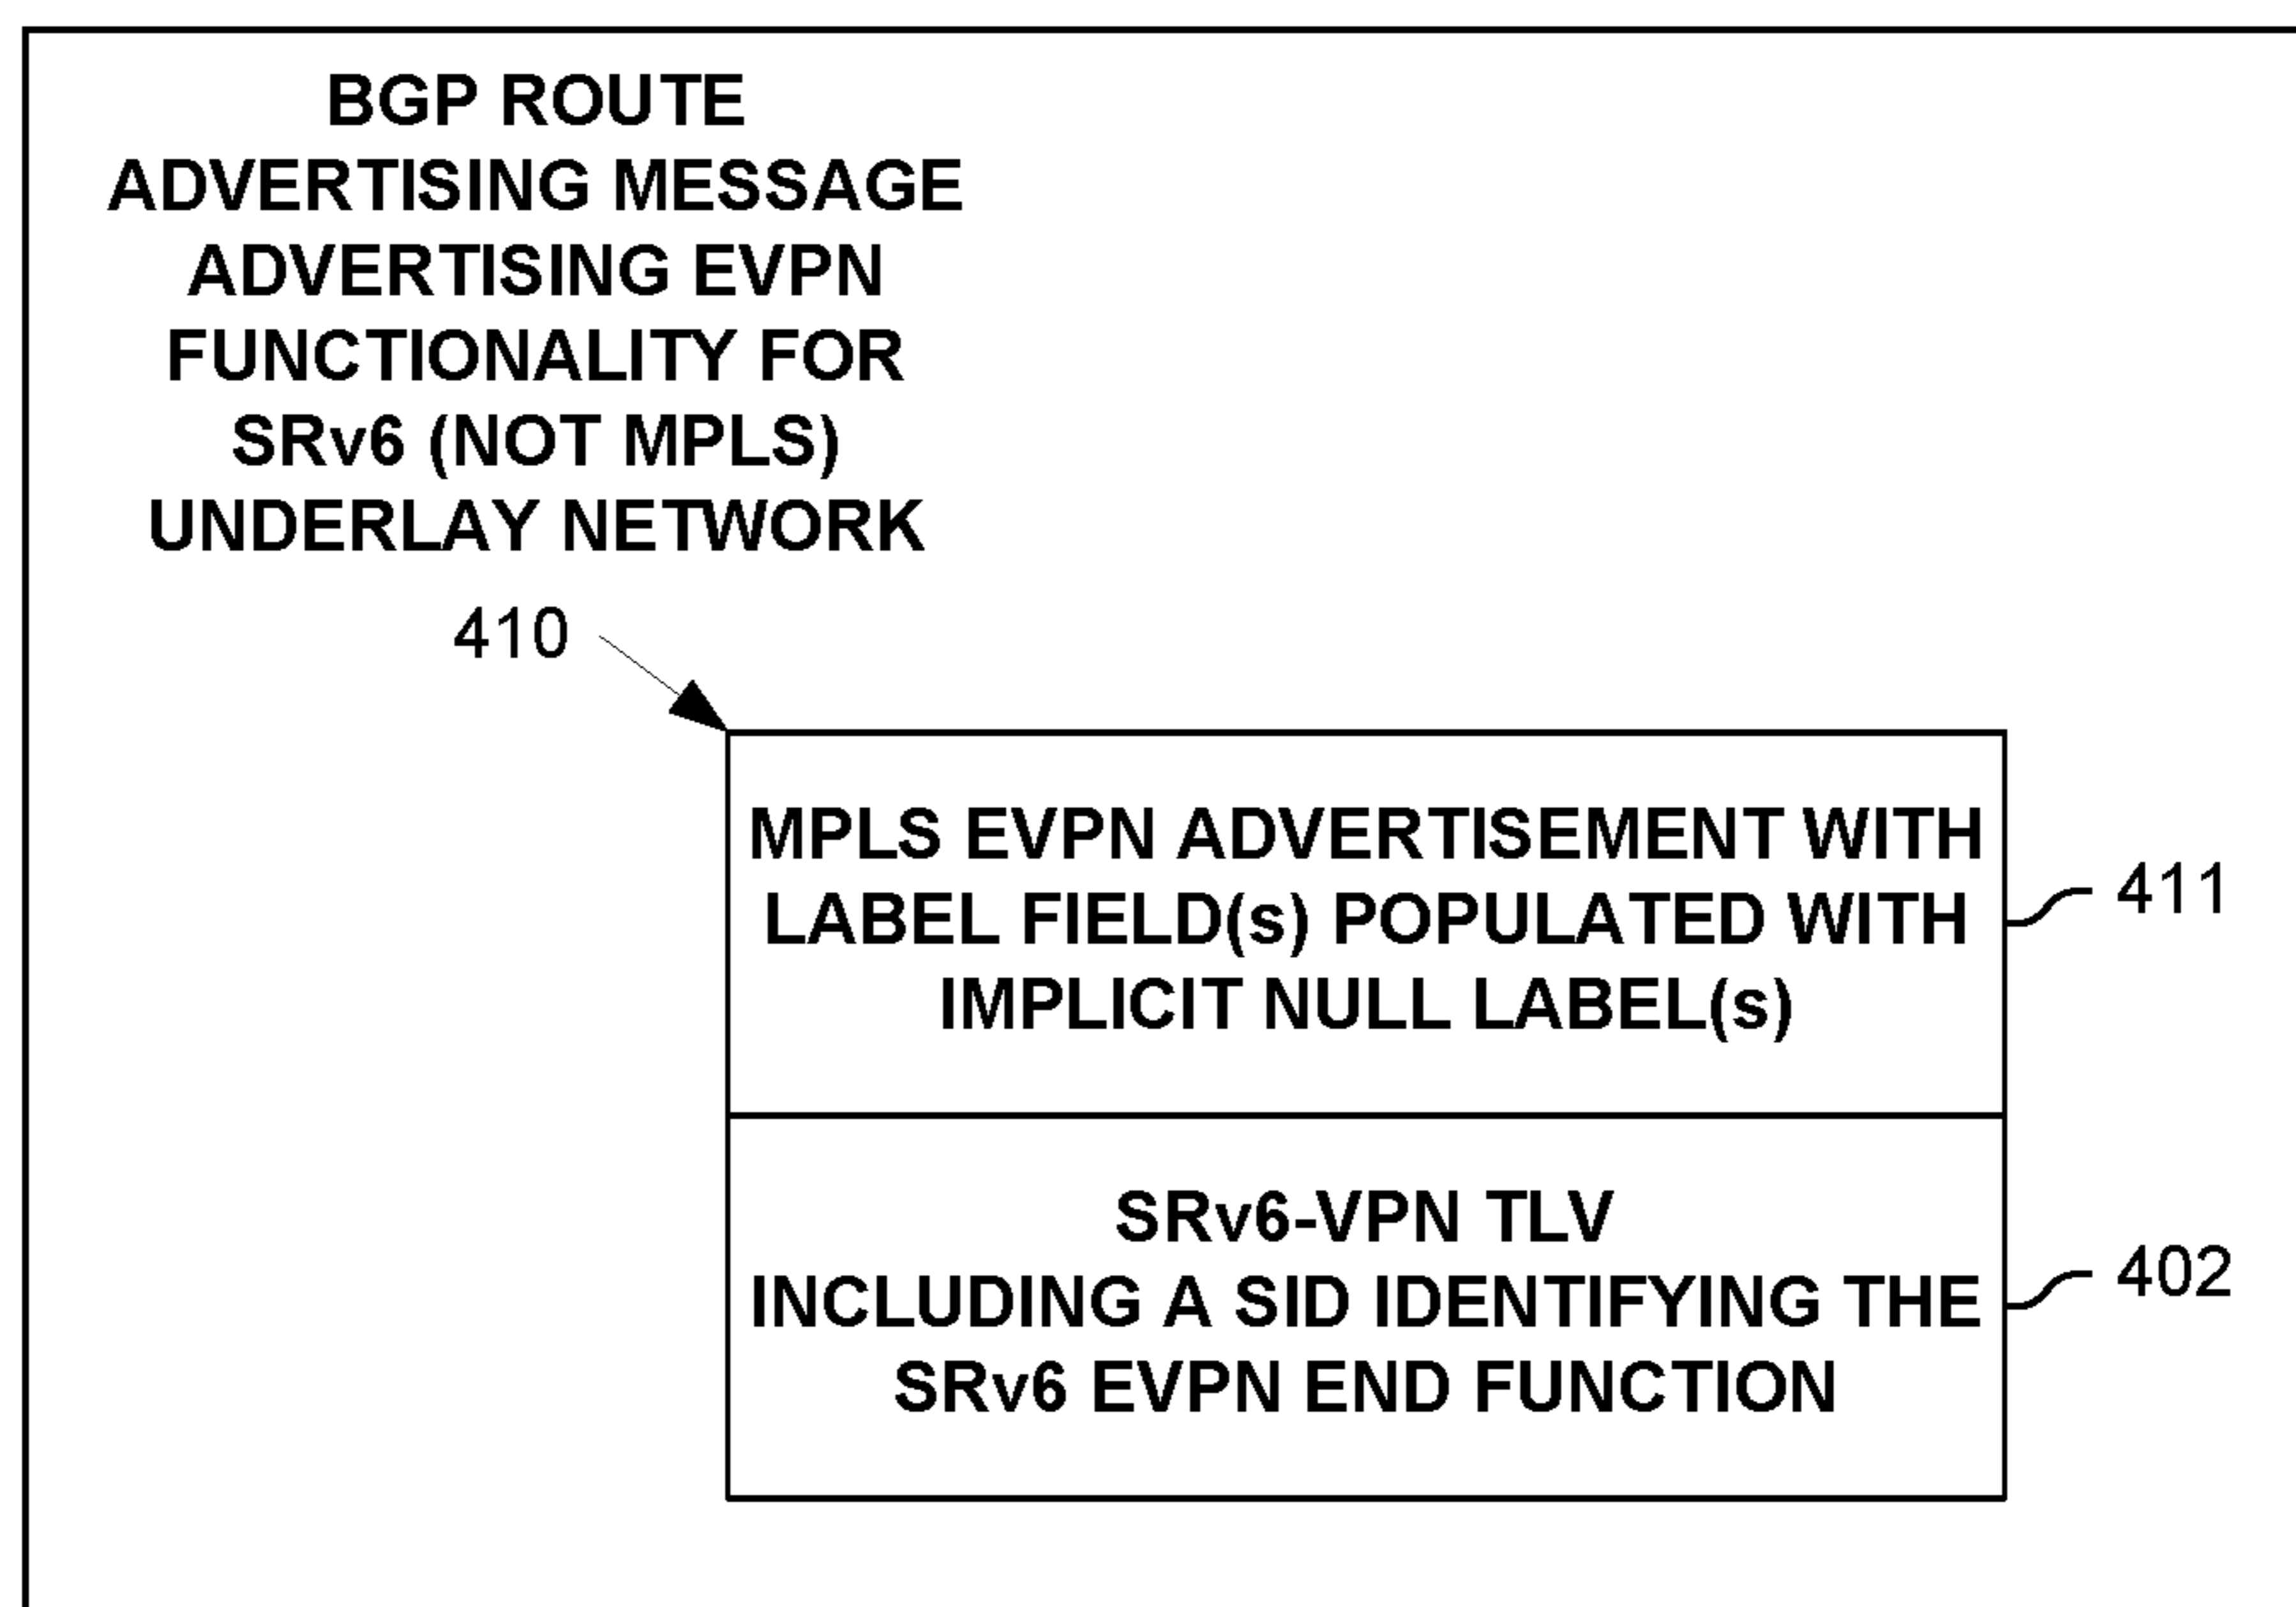 BGP ROUTE
ADVERTISING MESSAGE
ADVERTISING EVPN
FUNCTIONALITY FOR
SRv6 (NOT MPLS)
UNDERLAY NETWORK
410
MPLS EVPN ADVERTISEMENT WITH
LABEL FIELD(s) POPULATED WITH
IMPLICIT NULL LABEL(s)
411
SRv6-VPN TLV
INCLUDING A SID IDENTIFYING THE
SRv6 EVPN END FUNCTION
402